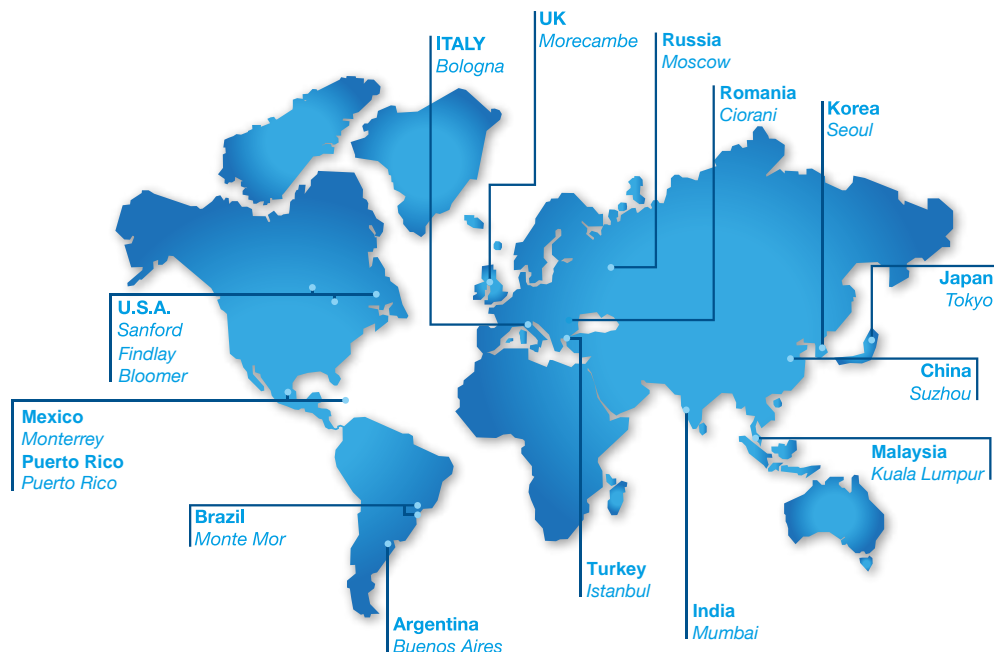 UK
Morecambe
ITALY
Bologna
Russia
Moscow
Romania
Ciorani
Korea
Seoul
Japan
Tokyo
U.S.A.
Sanford
Findlay
Bloomer
China
Suzhou
Mexico
Monterrey
Puerto Rico
Puerto Rico
Malaysia
Kuala Lumpur
Brazil
Monte Mor
Turkey
Istanbul
India
Mumbai
Argentina
Buenos Aires